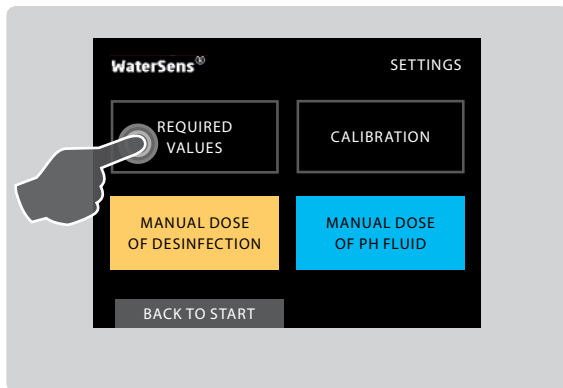 WaterSens®
SETTINGS
REQUIRED
VALUES
CALIBRATION
MANUAL DOSE
OF DESINFECTION
MANUAL DOSE
OF PH FLUID
BACK TO START